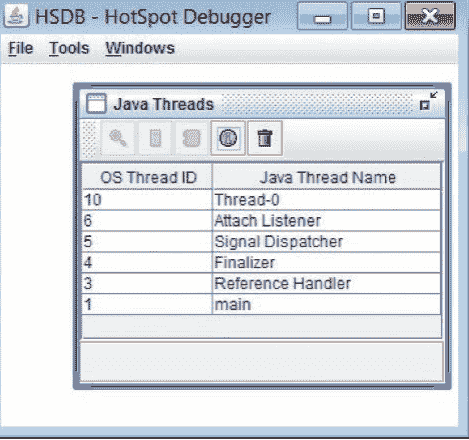 HSDB - HotSpot Debugger
File Tools Windows
Java Threads
OS Thread ID Java Thread Name
10 Thread-0
6 Attach Listener
5 Signal Dispatcher
4 Finalizer
3 Reference Handler
1 main